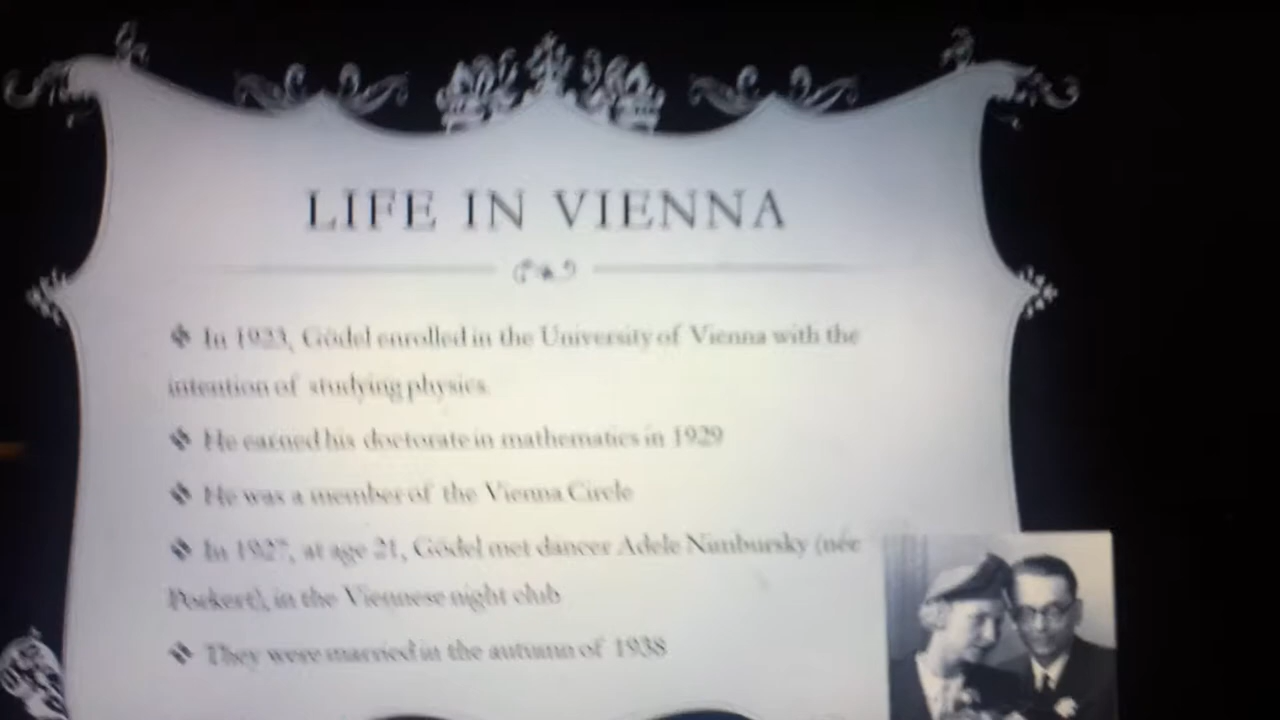 LIFE IN VIENNA
In 1923, Gödel enrolled in the University of Vienna with the
intention of studying physics.
He earned his doctorate in mathematics in 1929
He was a member of the Vienna Circle
In 1927, at age 21, Gödel met dancer Adele Nimbursky (née
Porkert), in the Viennese night club
They were married in the autumn of 1938